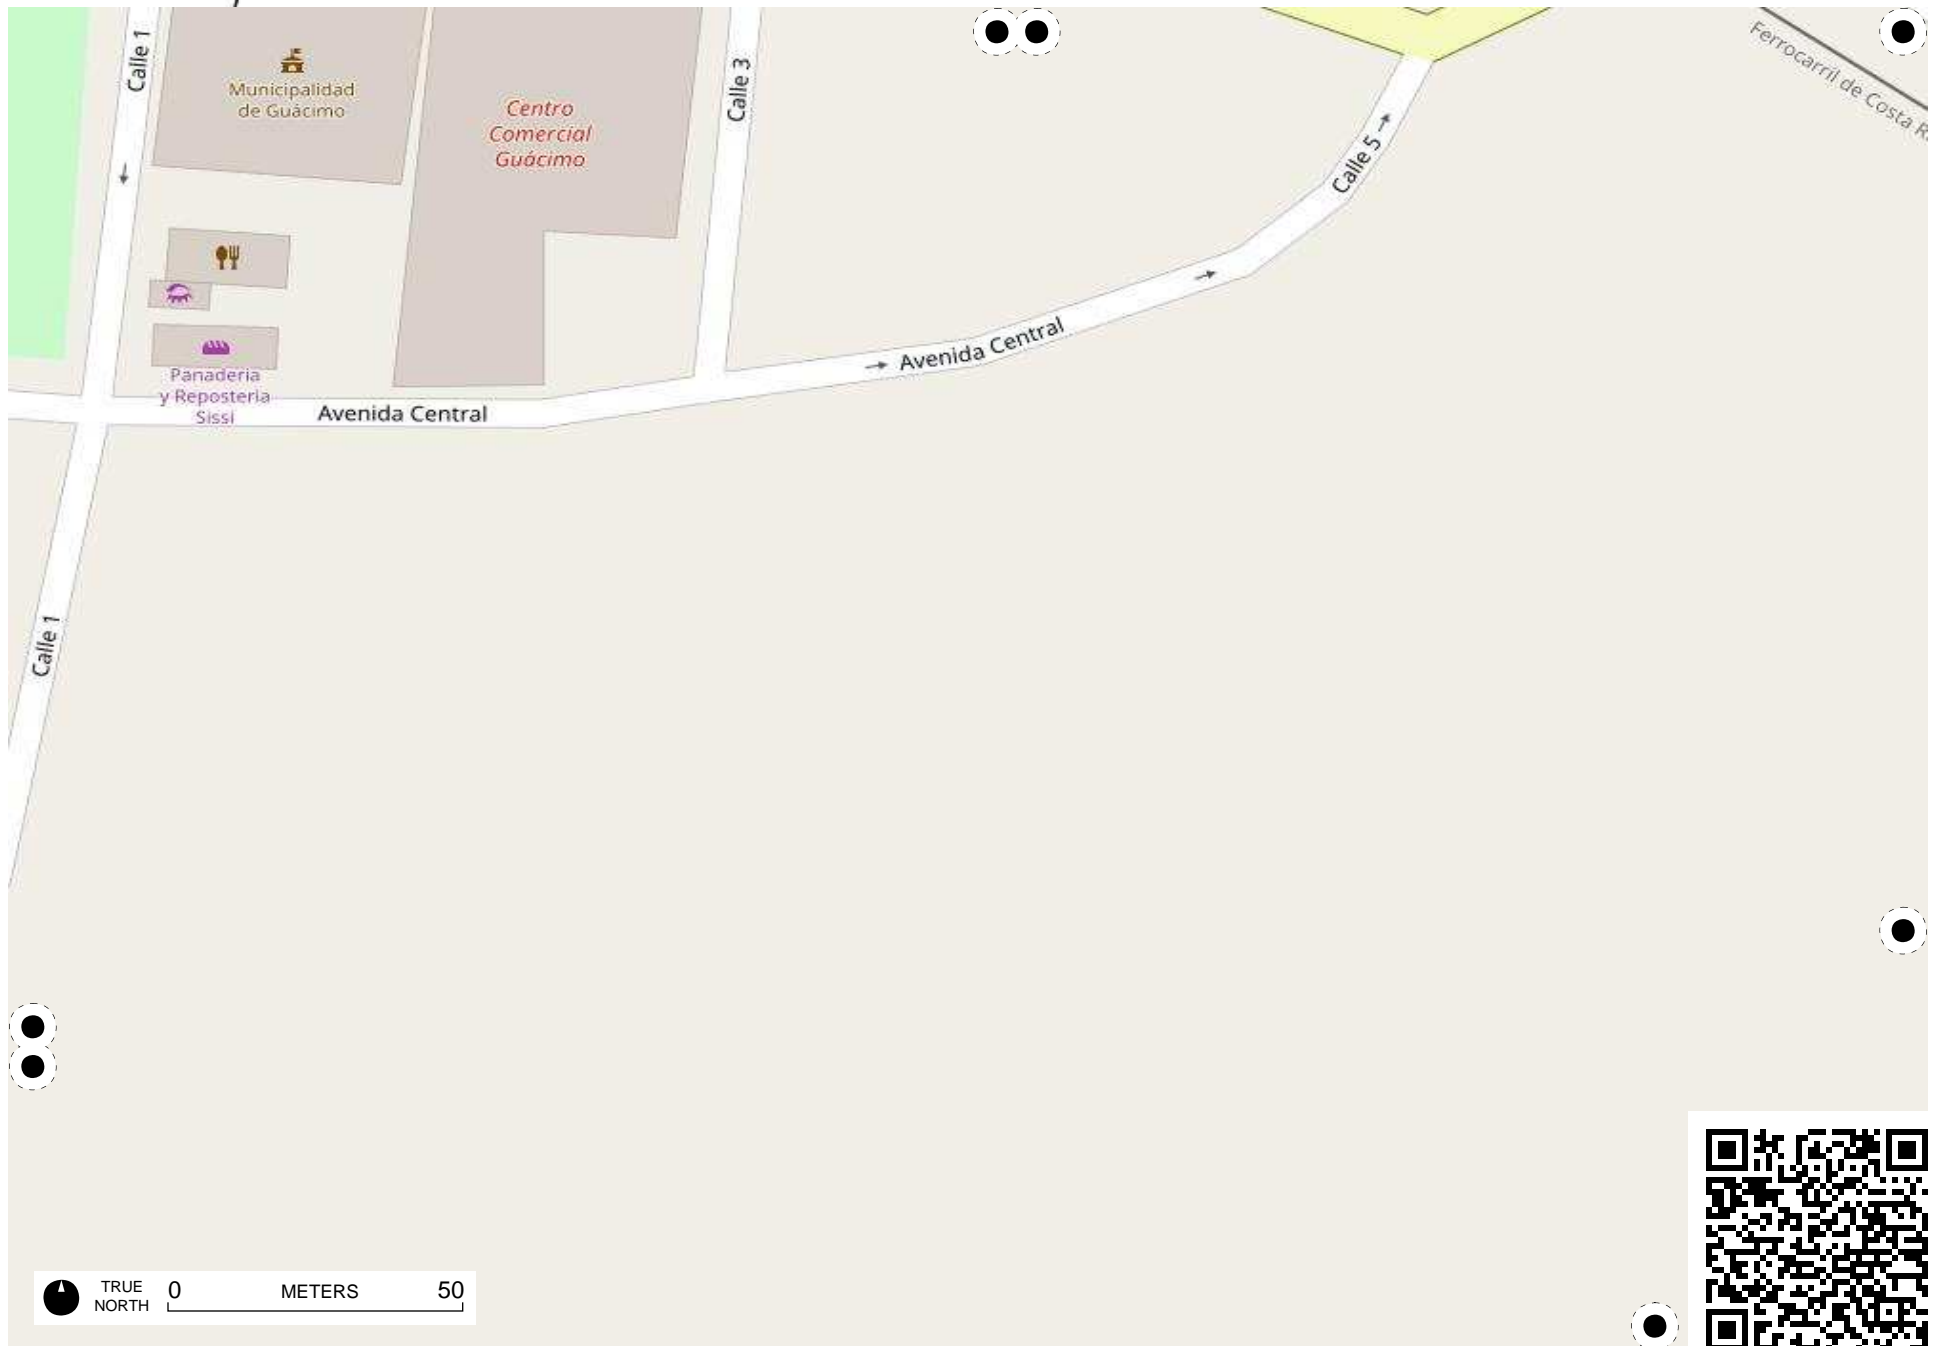 Calle 1
Municipalidad
de Guácimo
Centro
Comercial
Guácimo
Calle 3
Calle 5
Ferrocarril de Costa
Avenida Central
Panaderia
y Reposteria
Sissi
Avenida Central
Calle 1
TRUE
NORTH
0
METERS
50